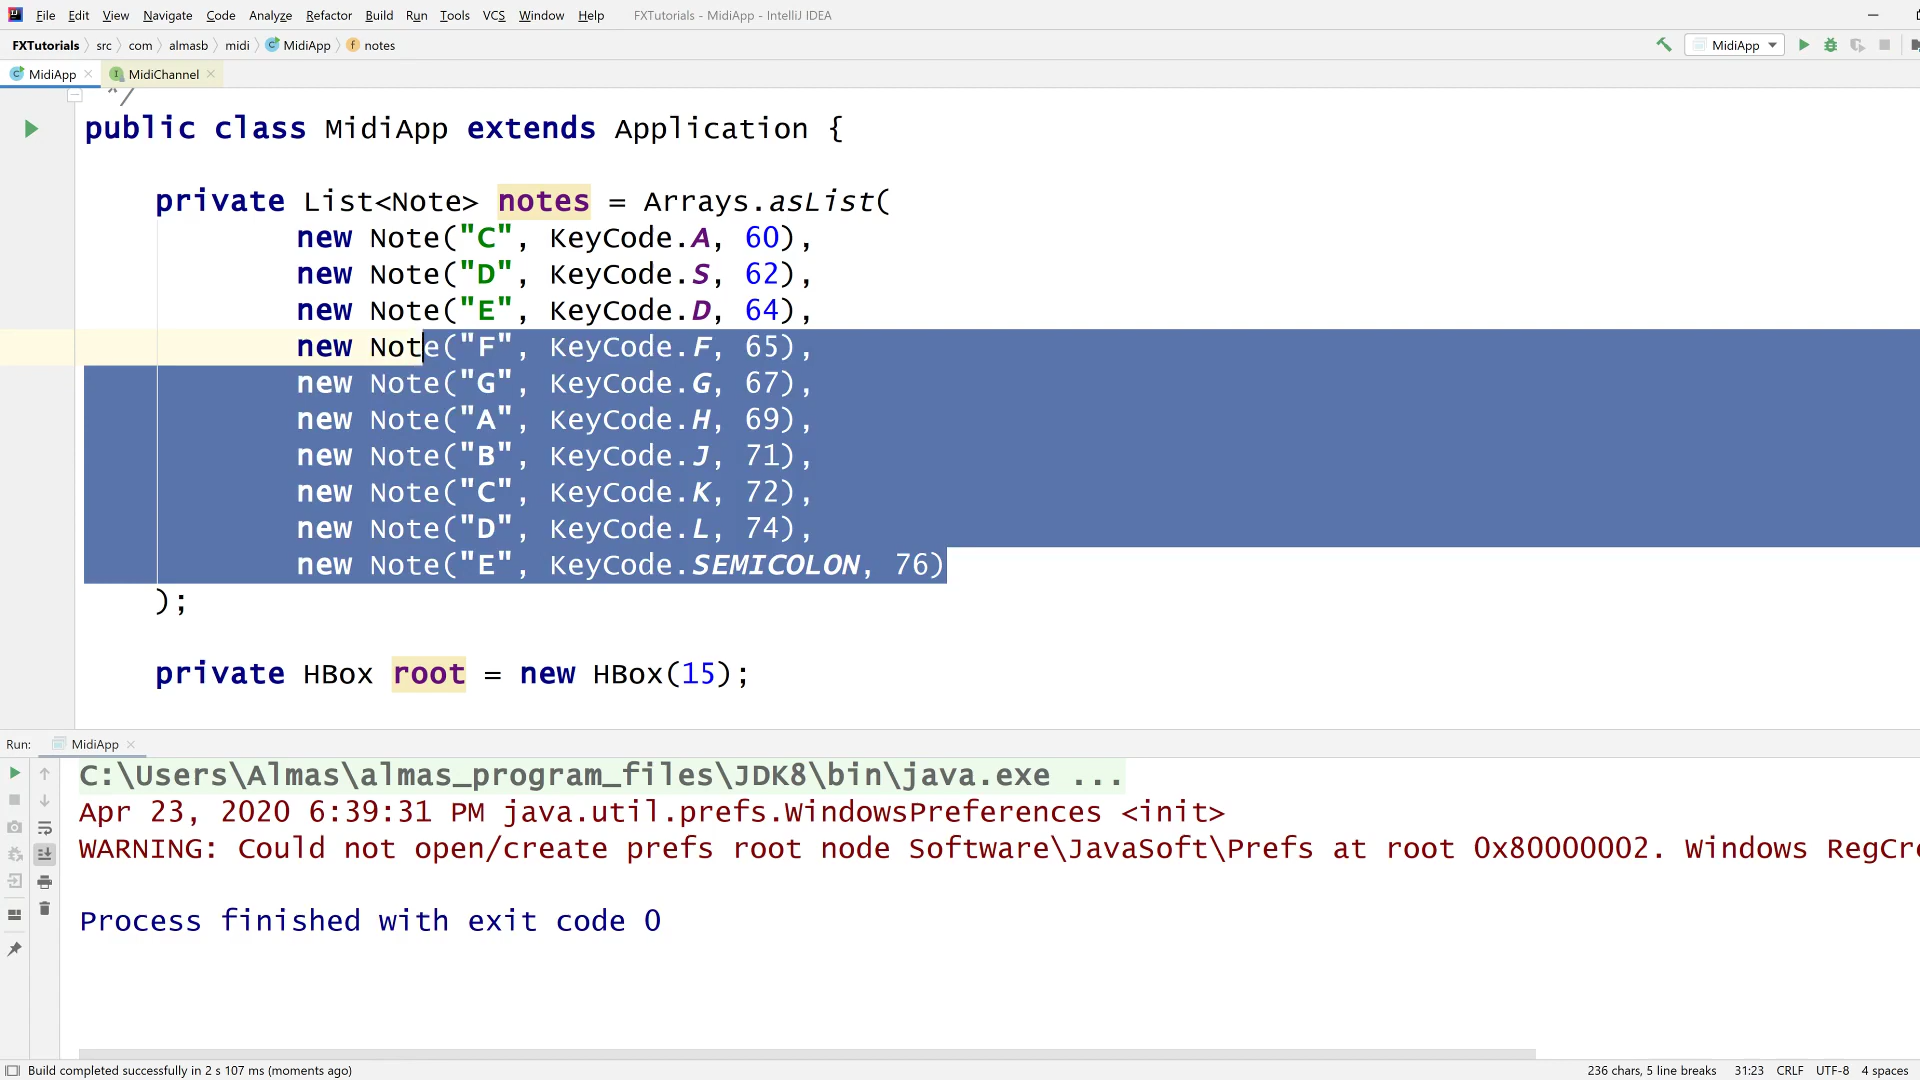 File Edit View Navigate Code Analyze Refactor Build Run Tools VCS Window Help FXTutorials - MidiApp - IntelliJ IDEA
FXTutorials src com almasb midi MidiApp notes MidiApp
MidiApp MidiChannel
*/
public class MidiApp extends Application {
private List<Note> notes = Arrays.asList(
new Note("C", KeyCode.A, 60),
new Note("D", KeyCode.S, 62),
new Note("E", KeyCode.D, 64),
new Note("F", KeyCode.F, 65),
new Note("G", KeyCode.G, 67),
new Note("A", KeyCode.H, 69),
new Note("B", KeyCode.J, 71),
new Note("C", KeyCode.K, 72),
new Note("D", KeyCode.L, 74),
new Note("E", KeyCode.SEMICOLON, 76)
);
private HBox root = new HBox(15);
Run: MidiApp
C:\Users\Almas\almas_program_files\JDK8\bin\java.exe ...
Apr 23, 2020 6:39:31 PM java.util.prefs.WindowsPreferences <init>
WARNING: Could not open/create prefs root node Software\JavaSoft\Prefs at root 0x80000002. Windows RegCre
Process finished with exit code 0
Build completed successfully in 2 s 107 ms (moments ago) 236 chars, 5 line breaks 31:23 CRLF UTF-8 4 spaces